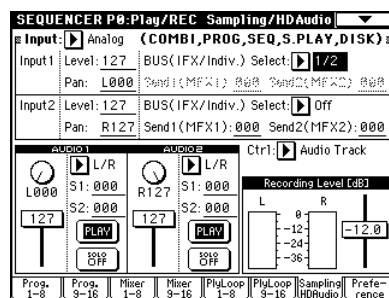 SEQUENCER P0:Play/REC Sampling/HDAudio
Input: Analog (COMBI,PROG,SEQ,S.PLAY,DISK)
Input1 Level: 127 BUS(IFX/Indiv.) Select: 1/2
Pan: L000 Send1(MFX1) 000 Send2(MFX2) 000
Input2 Level: 127 BUS(IFX/Indiv.) Select: Off
Pan: R127 Send1(MFX1): 000 Send2(MFX2): 000
AUDIO1 AUDIO2 Ctrl: Audio Track
L/R L/R
L000 S1: 000 R127 S1: 000
Recording Level [dB]
L R
127 S2: 000 127 S2: 000
0
-12
-24
-36
-12.0
PLAY PLAY
SOLO OFF SOLO OFF
Prog. 1-8 Prog. 9-16 Mixer 1-8 Mixer 9-16 PlyLoop 1-8 PlyLoop 9-16 Sampling HDAudio Preference